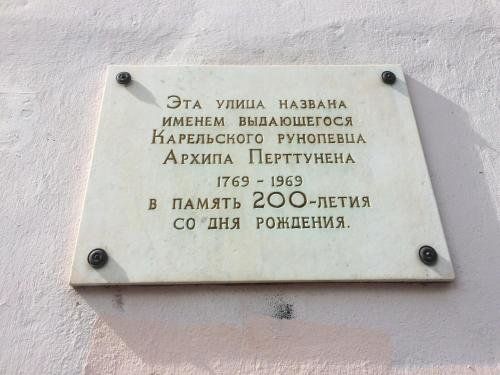 Эта улица названа
именем выдающегося
Карельского рунопевца
Архипа Перттунена
1769 - 1969
в память 200-летия
со дня рождения.